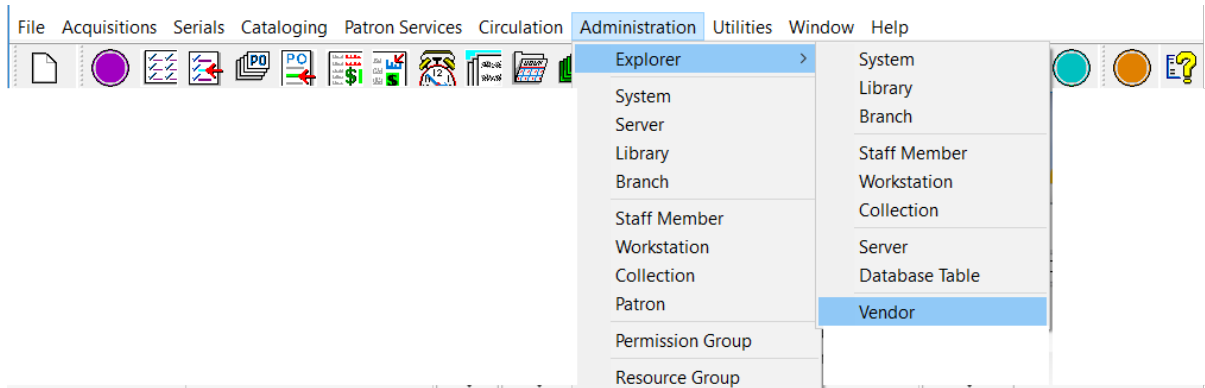 File Acquisitions Serials Cataloging Patron Services Circulation Administration Utilities Window Help
Explorer >
System
Server
Library
Branch
Staff Member
Workstation
Collection
Patron
Permission Group
Resource Group
System
Library
Branch
Staff Member
Workstation
Collection
Server
Database Table
Vendor